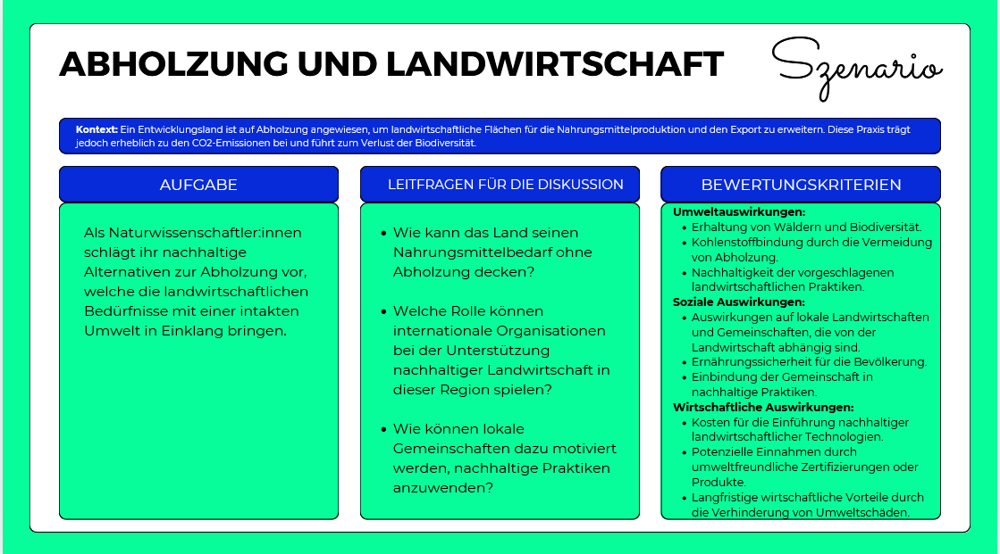 ABHOLZUNG UND LANDWIRTSCHAFT
Szenario
Kontext: Ein Entwicklungsland ist auf Abholzung angewiesen, um landwirtschaftliche Flächen für die Nahrungsmittelproduktion und den Export zu erweitern. Diese Praxis trägt
jedoch erheblich zu den CO2-Emissionen bei und führt zum Verlust der Biodiversität.
AUFGABE
Als Naturwissenschaftler:innen
schlägt ihr nachhaltige
Alternativen zur Abholzung vor,
welche die landwirtschaftlichen
Bedürfnisse mit einer intakten
Umwelt in Einklang bringen.
LEITFRAGEN FÜR DIE DISKUSSION
• Wie kann das Land seinen
Nahrungsmittelbedarf ohne
Abholzung decken?
• Welche Rolle können
internationale Organisationen
bei der Unterstützung
nachhaltiger Landwirtschaft in
dieser Region spielen?
• Wie können lokale
Gemeinschaften dazu motiviert
werden, nachhaltige Praktiken
anzuwenden?
BEWERTUNGSKRITERIEN
Umweltauswirkungen:
• Erhaltung von Wäldern und Biodiversität.
• Kohlenstoffbindung durch die Vermeidung
von Abholzung.
• Nachhaltigkeit der vorgeschlagenen
landwirtschaftlichen Praktiken.
Soziale Auswirkungen:
• Auswirkungen auf lokale Landwirtschaften
und Gemeinschaften, die von der
Landwirtschaft abhängig sind.
• Ernährungssicherheit für die Bevölkerung.
• Einbindung der Gemeinschaft in
nachhaltige Praktiken.
Wirtschaftliche Auswirkungen:
• Kosten für die Einführung nachhaltiger
landwirtschaftlicher Technologien.
• Potenzielle Einnahmen durch
umweltfreundliche Zertifizierungen oder
Produkte.
• Langfristige wirtschaftliche Vorteile durch
die Verhinderung von Umweltschäden.